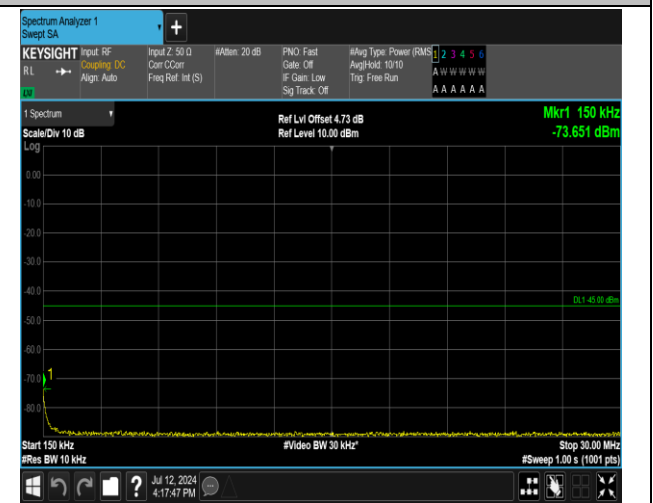 Spectrum Analyzer 1
Swept SA
+
KEYSIGHT
RL
Input: RF
Coupling: DC
Align: Auto
Input Z: 50 Ω
Corr CCorr
Freq Ref: Int (S)
#Atten: 20 dB
PNO: Fast
Gate: Off
IF Gain: Low
Sig Track: Off
#Avg Type: Power (RMS
Avg|Hold: 10/10
Trig: Free Run
1 2 3 4 5 6
A W W W W W
A A A A A A
1 Spectrum
Scale/Div 10 dB
Ref Lvl Offset 4.73 dB
Ref Level 10.00 dBm
Mkr1 150 kHz
-73.651 dBm
Log
0.00
-10.0
-20.0
-30.0
-40.0
DL1 -45.00 dBm
-50.0
-60.0
1
-70.0
-80.0
Start 150 kHz
#Video BW 30 kHz*
Stop 30.00 MHz
#Res BW 10 kHz
#Sweep 1.00 s (1001 pts)
?
Jul 12, 2024
4:17:47 PM